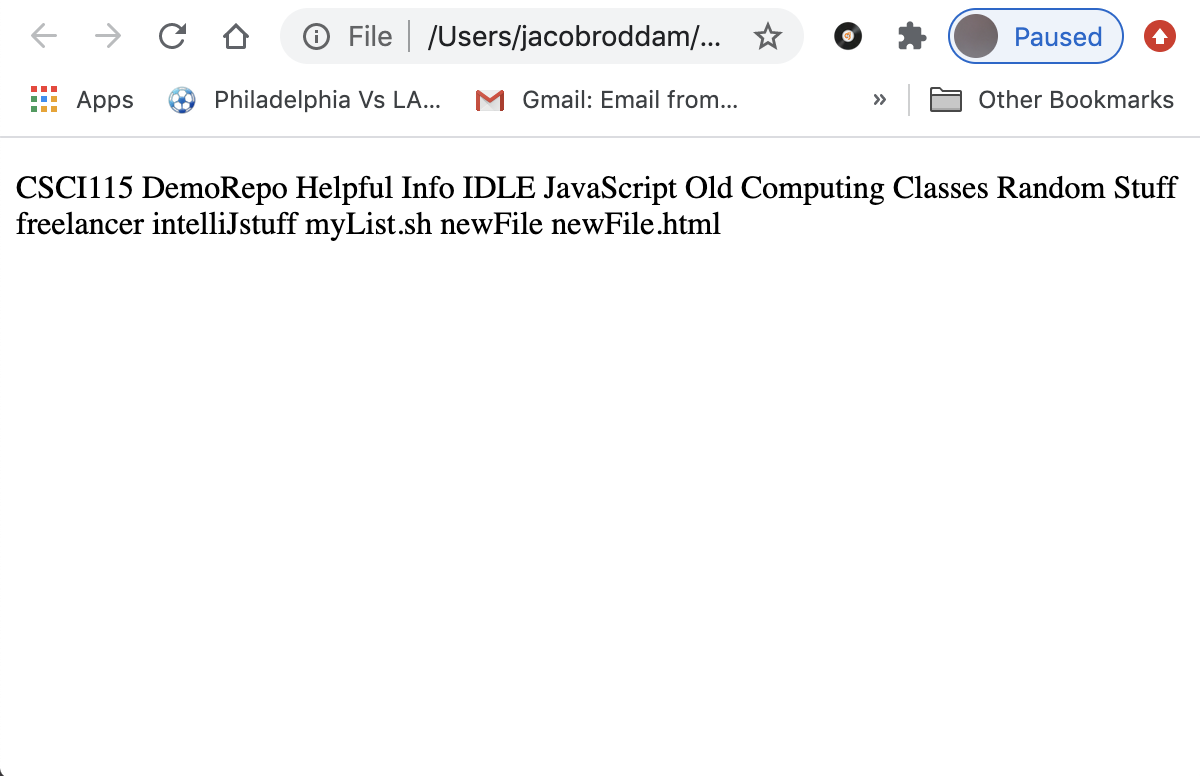 File /Users/jacobroddam/... Paused
Apps Philadelphia Vs LA... Gmail: Email from... » Other Bookmarks
CSCI115 DemoRepo Helpful Info IDLE JavaScript Old Computing Classes Random Stuff
freelancer intelliJstuff myList.sh newFile newFile.html